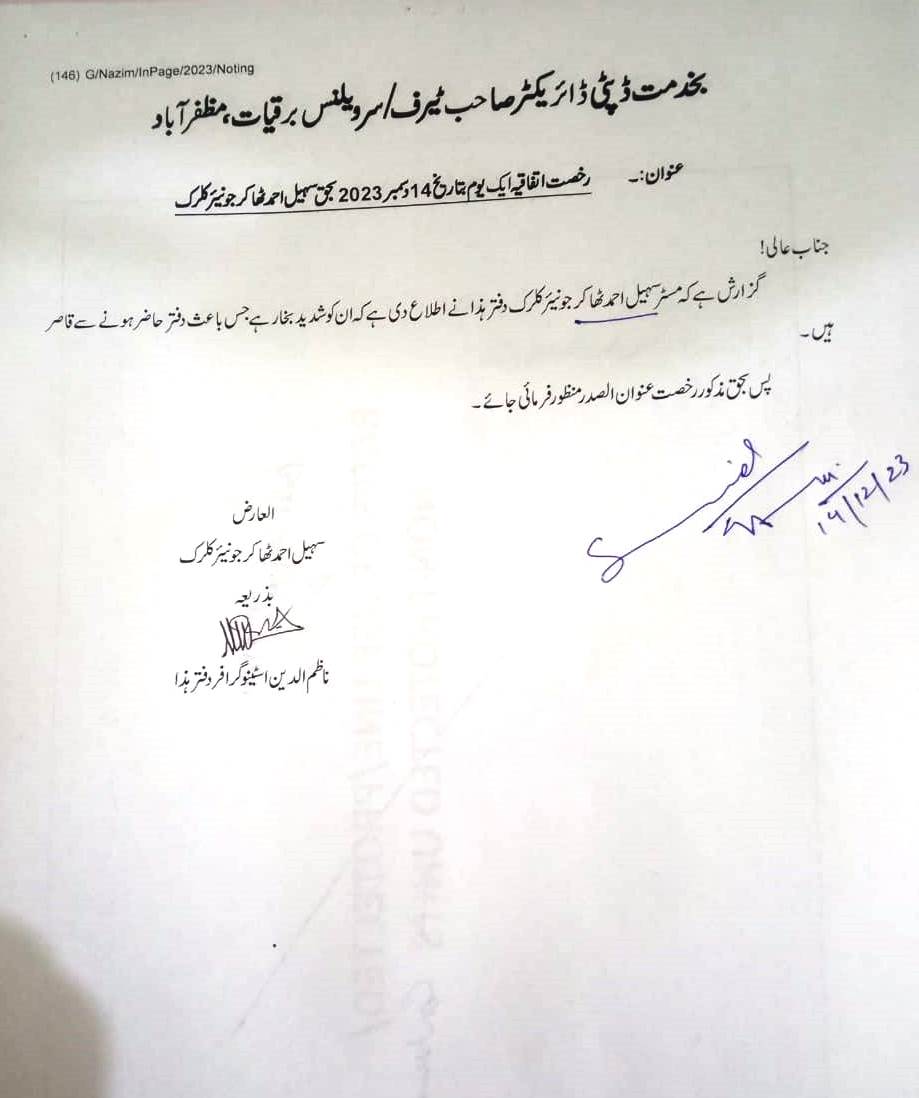 (146) G/Nazim/InPage/2023/Noting
بخدمت ڈپٹی ڈائریکٹر صاحب ٹیرف/سرویلنس برقیات، مظفرآباد
عنوان:۔ رخصت اتفاقیہ ایک یوم بتاریخ 14 دسمبر 2023 بحق سہیل احمد ٹھاکر جونیئر کلرک
جناب عالی!
گزارش ہے کہ مسٹر سہیل احمد ٹھاکر جونیئر کلرک دفتر ہذا نے اطلاع دی ہے کہ ان کو شدید بخار ہے جس باعث دفتر حاضر ہونے سے قاصر
ہیں۔
پس بحق مذکور رخصت عنوان الصدر منظور فرمائی جائے۔
14/12/23
العارض
سہیل احمد ٹھاکر جونیئر کلرک
بذریعہ
ناظم الدین اسٹینوگرافر دفتر ہذا